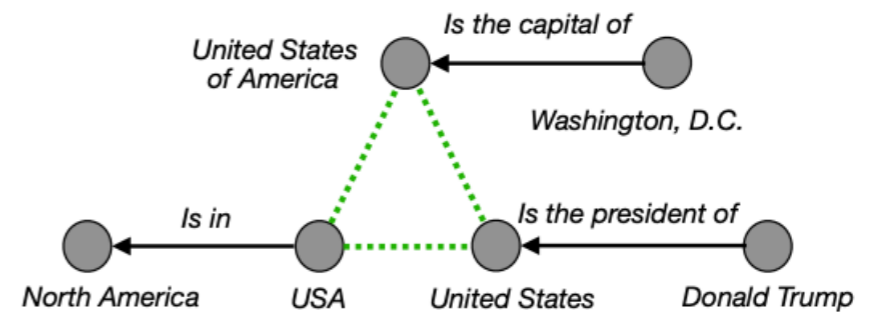 Is the capital of
United States
of America
Washington, D.C.
Is in
Is the president of
North America
USA
United States
Donald Trump